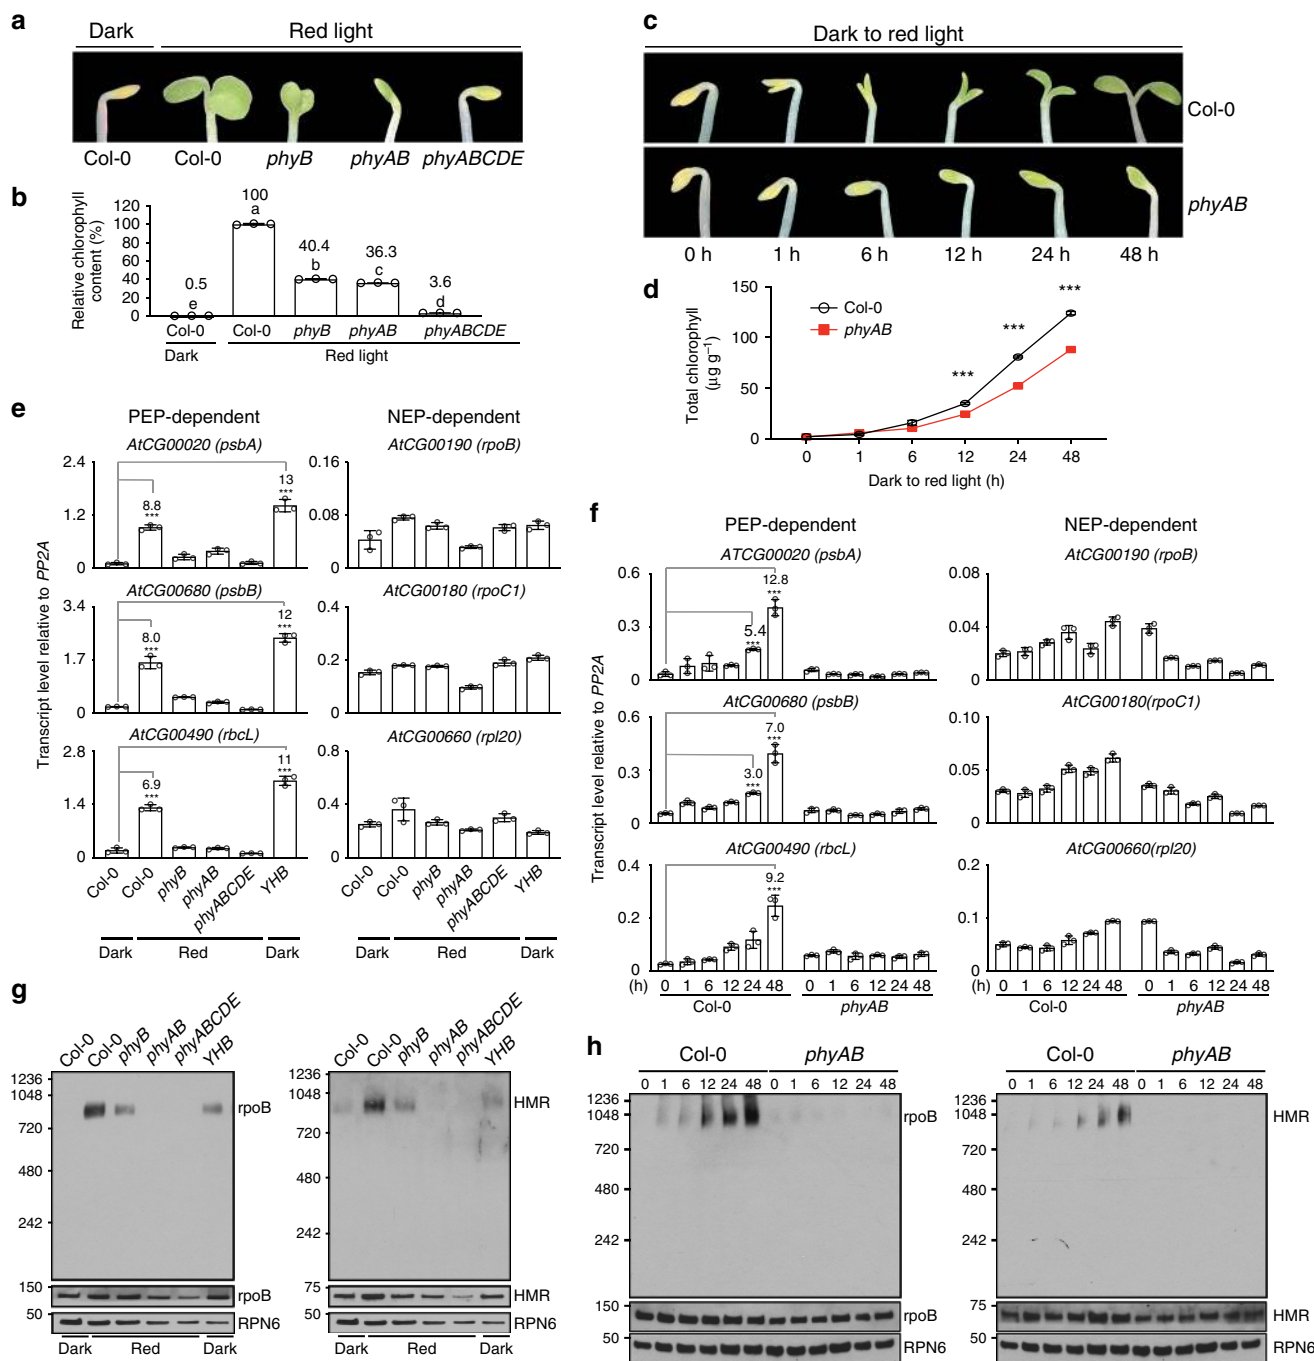 a
Dark
Red light
Col-0
Col-0
phyB
phyAB
phyABCDE
b
Relative chlorophyll
content (%)
120
100
80
60
40
20
0
0.5
e
100
a
40.4
b
36.3
c
3.6
d
Col-0
Col-0
phyB
phyAB
phyABCDE
Dark
Red light
c
Dark to red light
Col-0
phyAB
0 h
1 h
6 h
12 h
24 h
48 h
d
Total chlorophyll
(µg g⁻¹)
150
100
50
0
Col-0
phyAB
***
***
***
0
1
6
12
24
48
Dark to red light (h)
e
PEP-dependent
NEP-dependent
Transcript level relative to PP2A
AtCG00020 (psbA)
2.4
1.2
0
8.8
***
13
***
AtCG00190 (rpoB)
0.16
0.08
0
AtCG00680 (psbB)
3.4
1.7
0
8.0
***
12
***
AtCG00180 (rpoC1)
0.4
0.2
0
AtCG00490 (rbcL)
2.8
1.4
0
6.9
***
11
***
AtCG00660 (rpl20)
0.8
0.4
0
Col-0
Col-0
phyB
phyAB
phyABCDE
YHB
Dark
Red
Dark
Col-0
Col-0
phyB
phyAB
phyABCDE
YHB
Dark
Red
Dark
f
PEP-dependent
NEP-dependent
Transcript level relative to PP2A
ATCG00020 (psbA)
0.6
0.3
0
5.4
***
12.8
***
AtCG00190 (rpoB)
0.08
0.04
0
AtCG00680 (psbB)
0.6
0.3
0
3.0
***
7.0
***
AtCG00180(rpoC1)
0.10
0.05
0
AtCG00490 (rbcL)
0.4
0.2
0
9.2
***
AtCG00660(rpl20)
0.2
0.1
0
(h)
0 1 6 12 24 48
0 1 6 12 24 48
Col-0
phyAB
(h)
0 1 6 12 24 48
0 1 6 12 24 48
Col-0
phyAB
g
Col-0
Col-0
phyB
phyAB
phyABCDE
YHB
1236
1048
720
480
242
rpoB
150
rpoB
50
RPN6
Dark
Red
Dark
Col-0
Col-0
phyB
phyAB
phyABCDE
YHB
1236
1048
720
480
242
HMR
75
HMR
50
RPN6
Dark
Red
Dark
h
Col-0
phyAB
0 1 6 12 24 48
0 1 6 12 24 48
1236
1048
720
480
242
rpoB
150
rpoB
50
RPN6
Col-0
phyAB
0 1 6 12 24 48
0 1 6 12 24 48
1236
1048
720
480
242
HMR
75
HMR
50
RPN6